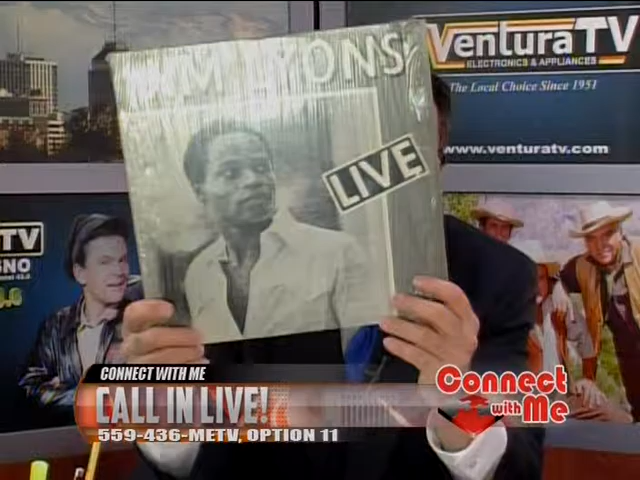 LYONS
LIVE
VenturaTV
ELECTRONICS & APPLIANCES
The Local Choice Since 1951
www.venturatv.com
TV
CONNECT WITH ME
CALL IN LIVE!
559-436-METV, OPTION 11
Connect
with Me